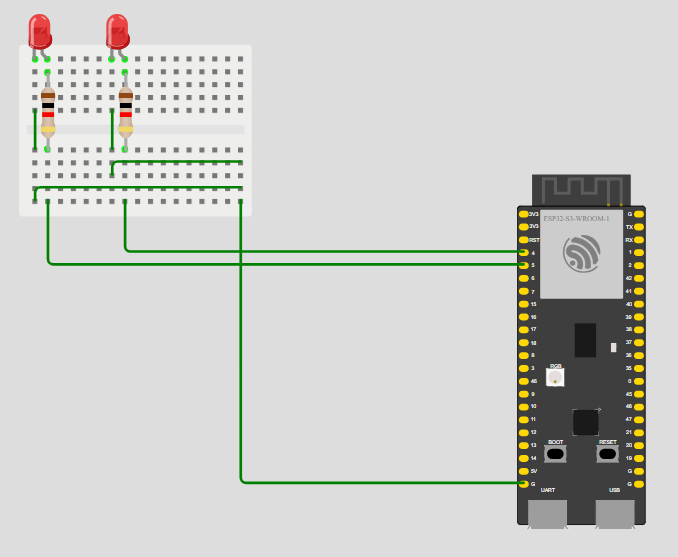 ESP32-S3-WROOM-1
3V3 G
3V3 TX
RST RX
4 1
5 2
6 42
7 41
15 40
16 39
17 38
18 37
8 36
3 35
RGB
46 0
9 45
10 48
11 47
12 21
13 20
BOOT RESET
14 19
5V G
G G
UART USB